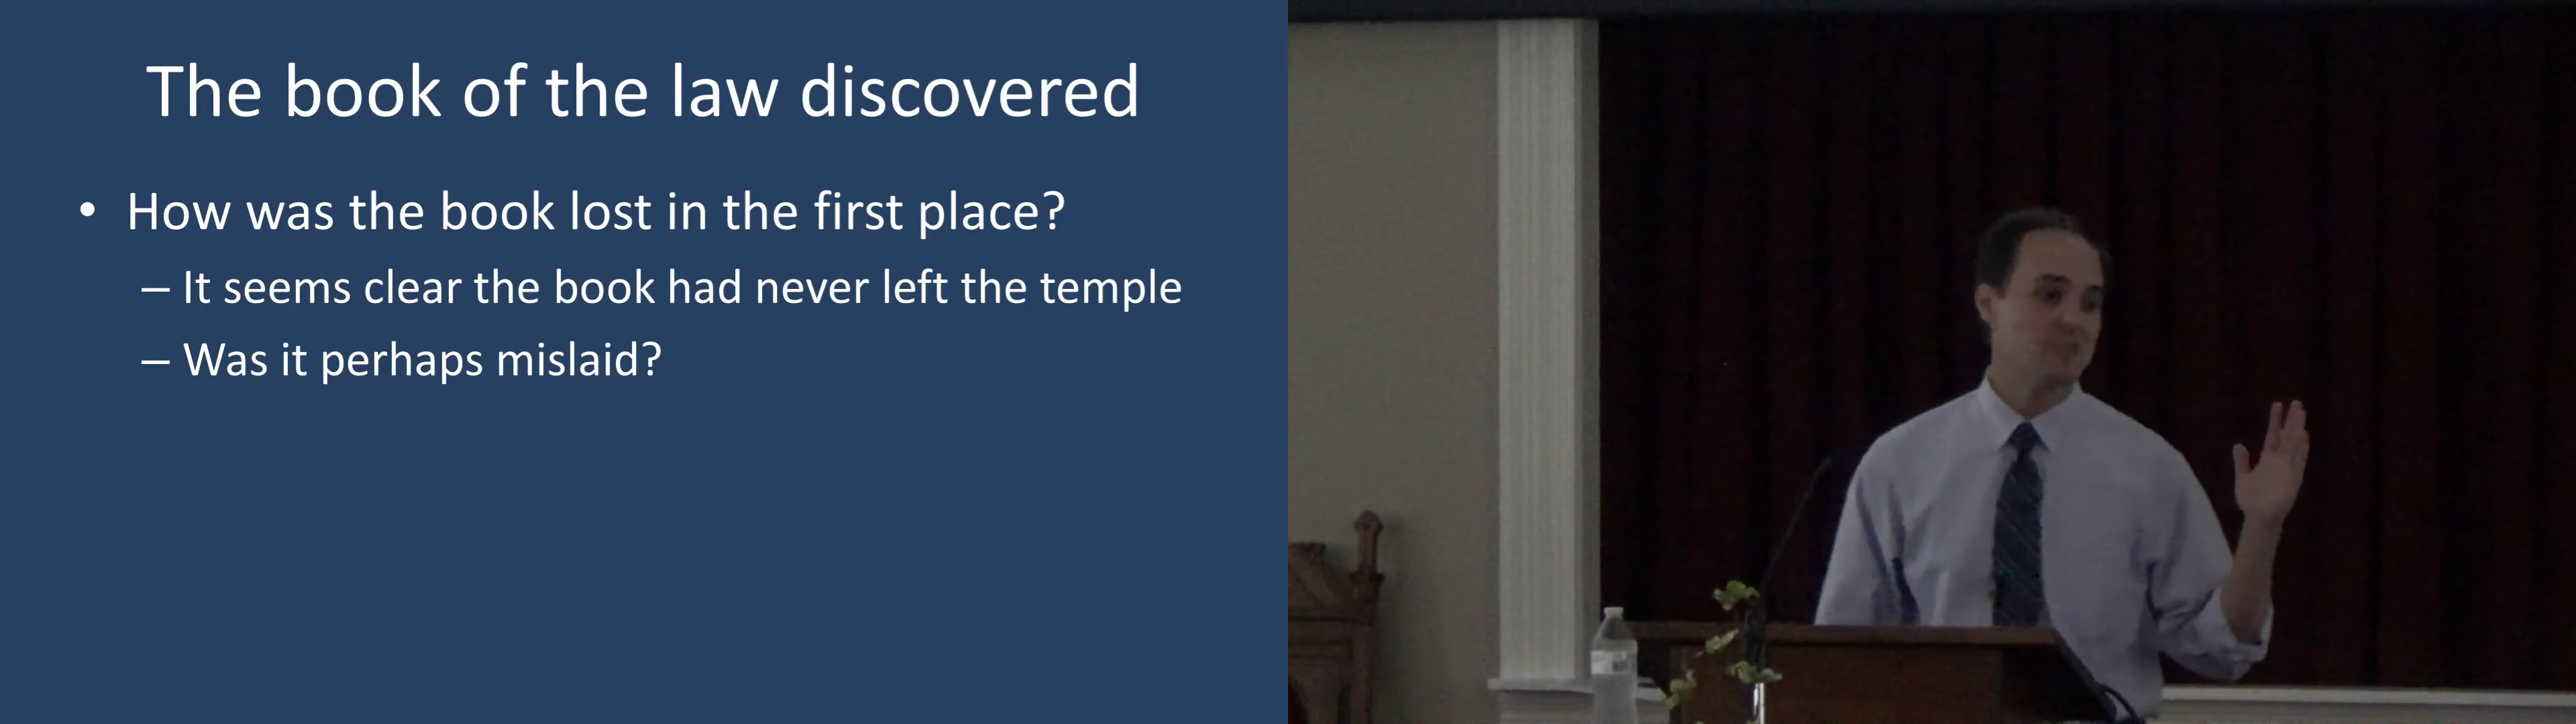 The book of the law discovered
• How was the book lost in the first place?
– It seems clear the book had never left the temple
– Was it perhaps mislaid?